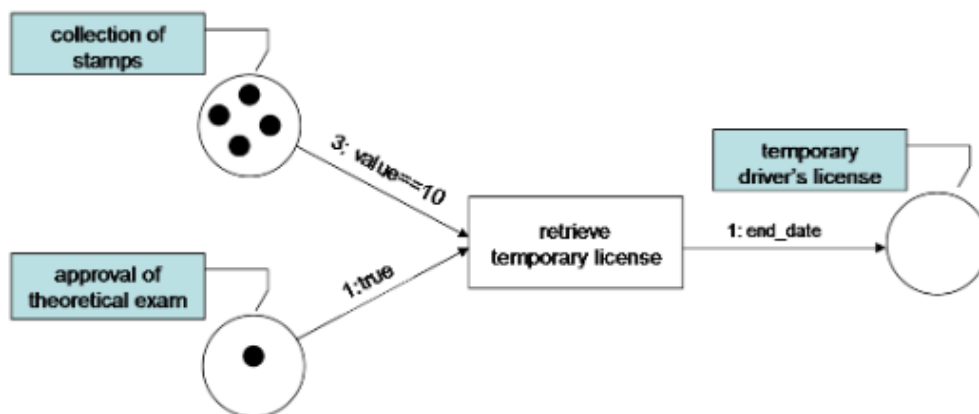 collection of
stamps
3: value==10
temporary
driver's license
retrieve
temporary license
1: end_date
approval of
theoretical exam
1:true